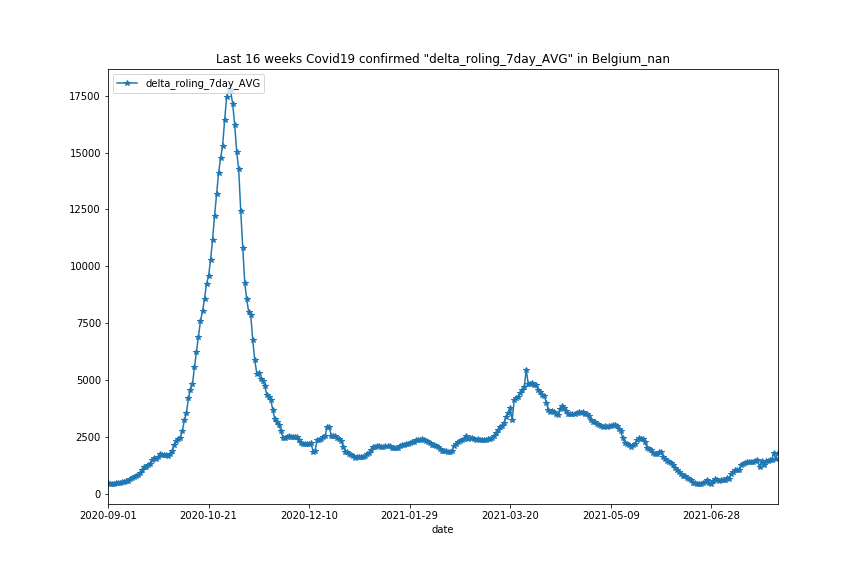 Last 16 weeks Covid19 confirmed "delta_roling_7day_AVG" in Belgium_nan
delta_roling_7day_AVG
17500
15000
12500
10000
7500
5000
2500
0
2020-09-01 2020-10-21 2020-12-10 2021-01-29 2021-03-20 2021-05-09 2021-06-28
date